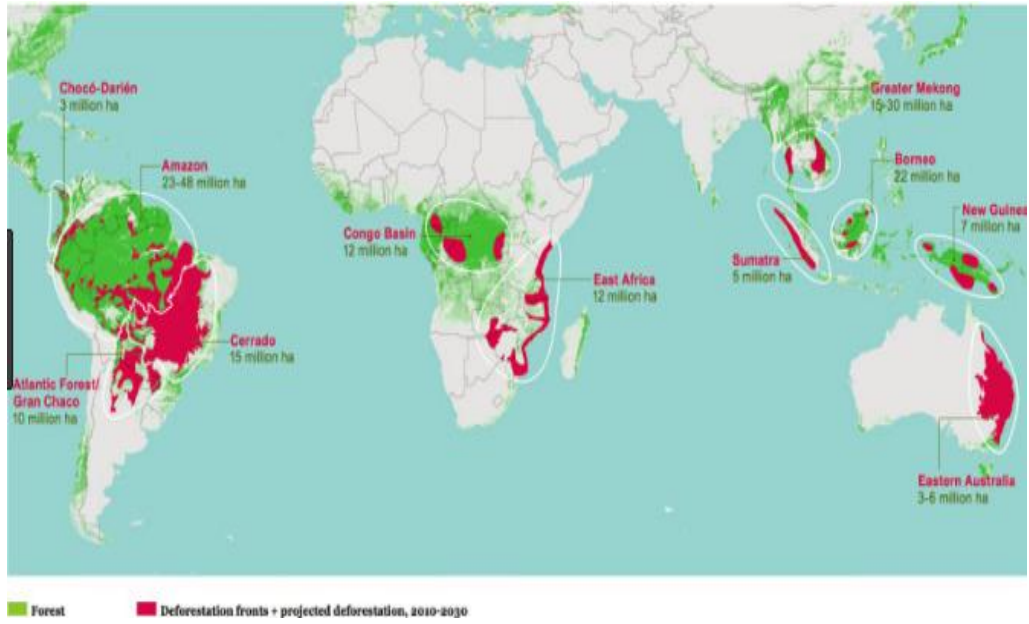 Chocó-Darién
3 million ha
Amazon
23-48 million ha
Cerrado
15 million ha
Atlantic Forest/
Gran Chaco
10 million ha
Congo Basin
12 million ha
East Africa
12 million ha
Greater Mekong
15-30 million ha
Borneo
22 million ha
New Guinea
7 million ha
Sumatra
5 million ha
Eastern Australia
3-6 million ha
Forest
Deforestation fronts + projected deforestation, 2010-2030